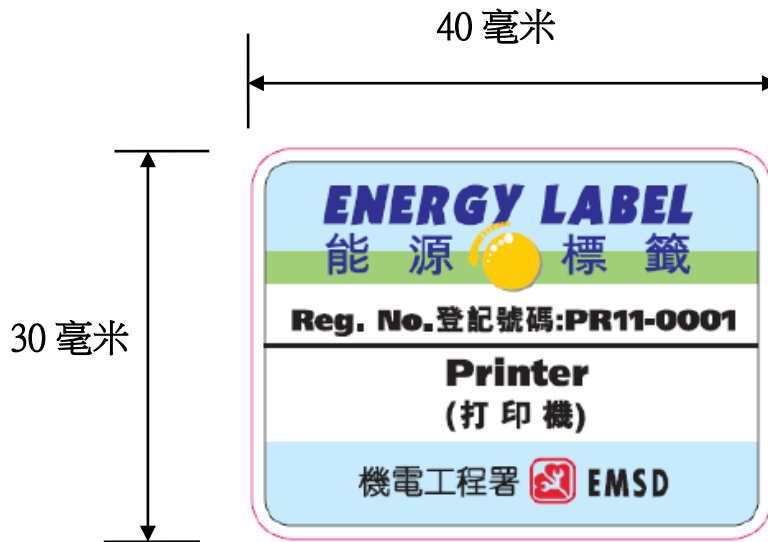 40 毫米
ENERGY LABEL
能 源 標 籤
Reg. No.登記號碼:PR11-0001
30 毫米
Printer
(打 印 機)
機電工程署 EMSD